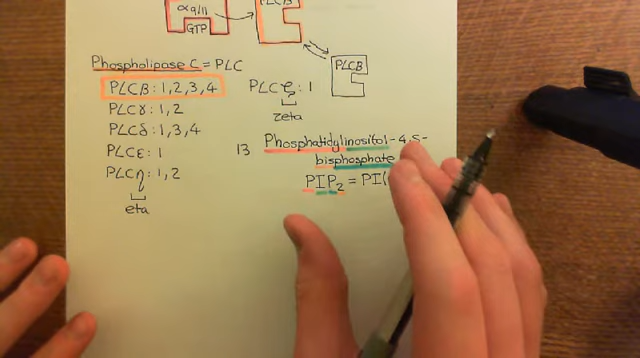 αq/11
GTP
PLCβ
PLCβ
Phospholipase C = PLC
PLCβ: 1,2,3,4
PLCγ: 1,2
PLCδ: 1,3,4
PLCε: 1
PLCη: 1,2
eta
PLCζ: 1
zeta
13
Phosphatidylinositol-4,5-
bisphosphate
PIP₂ = PI(